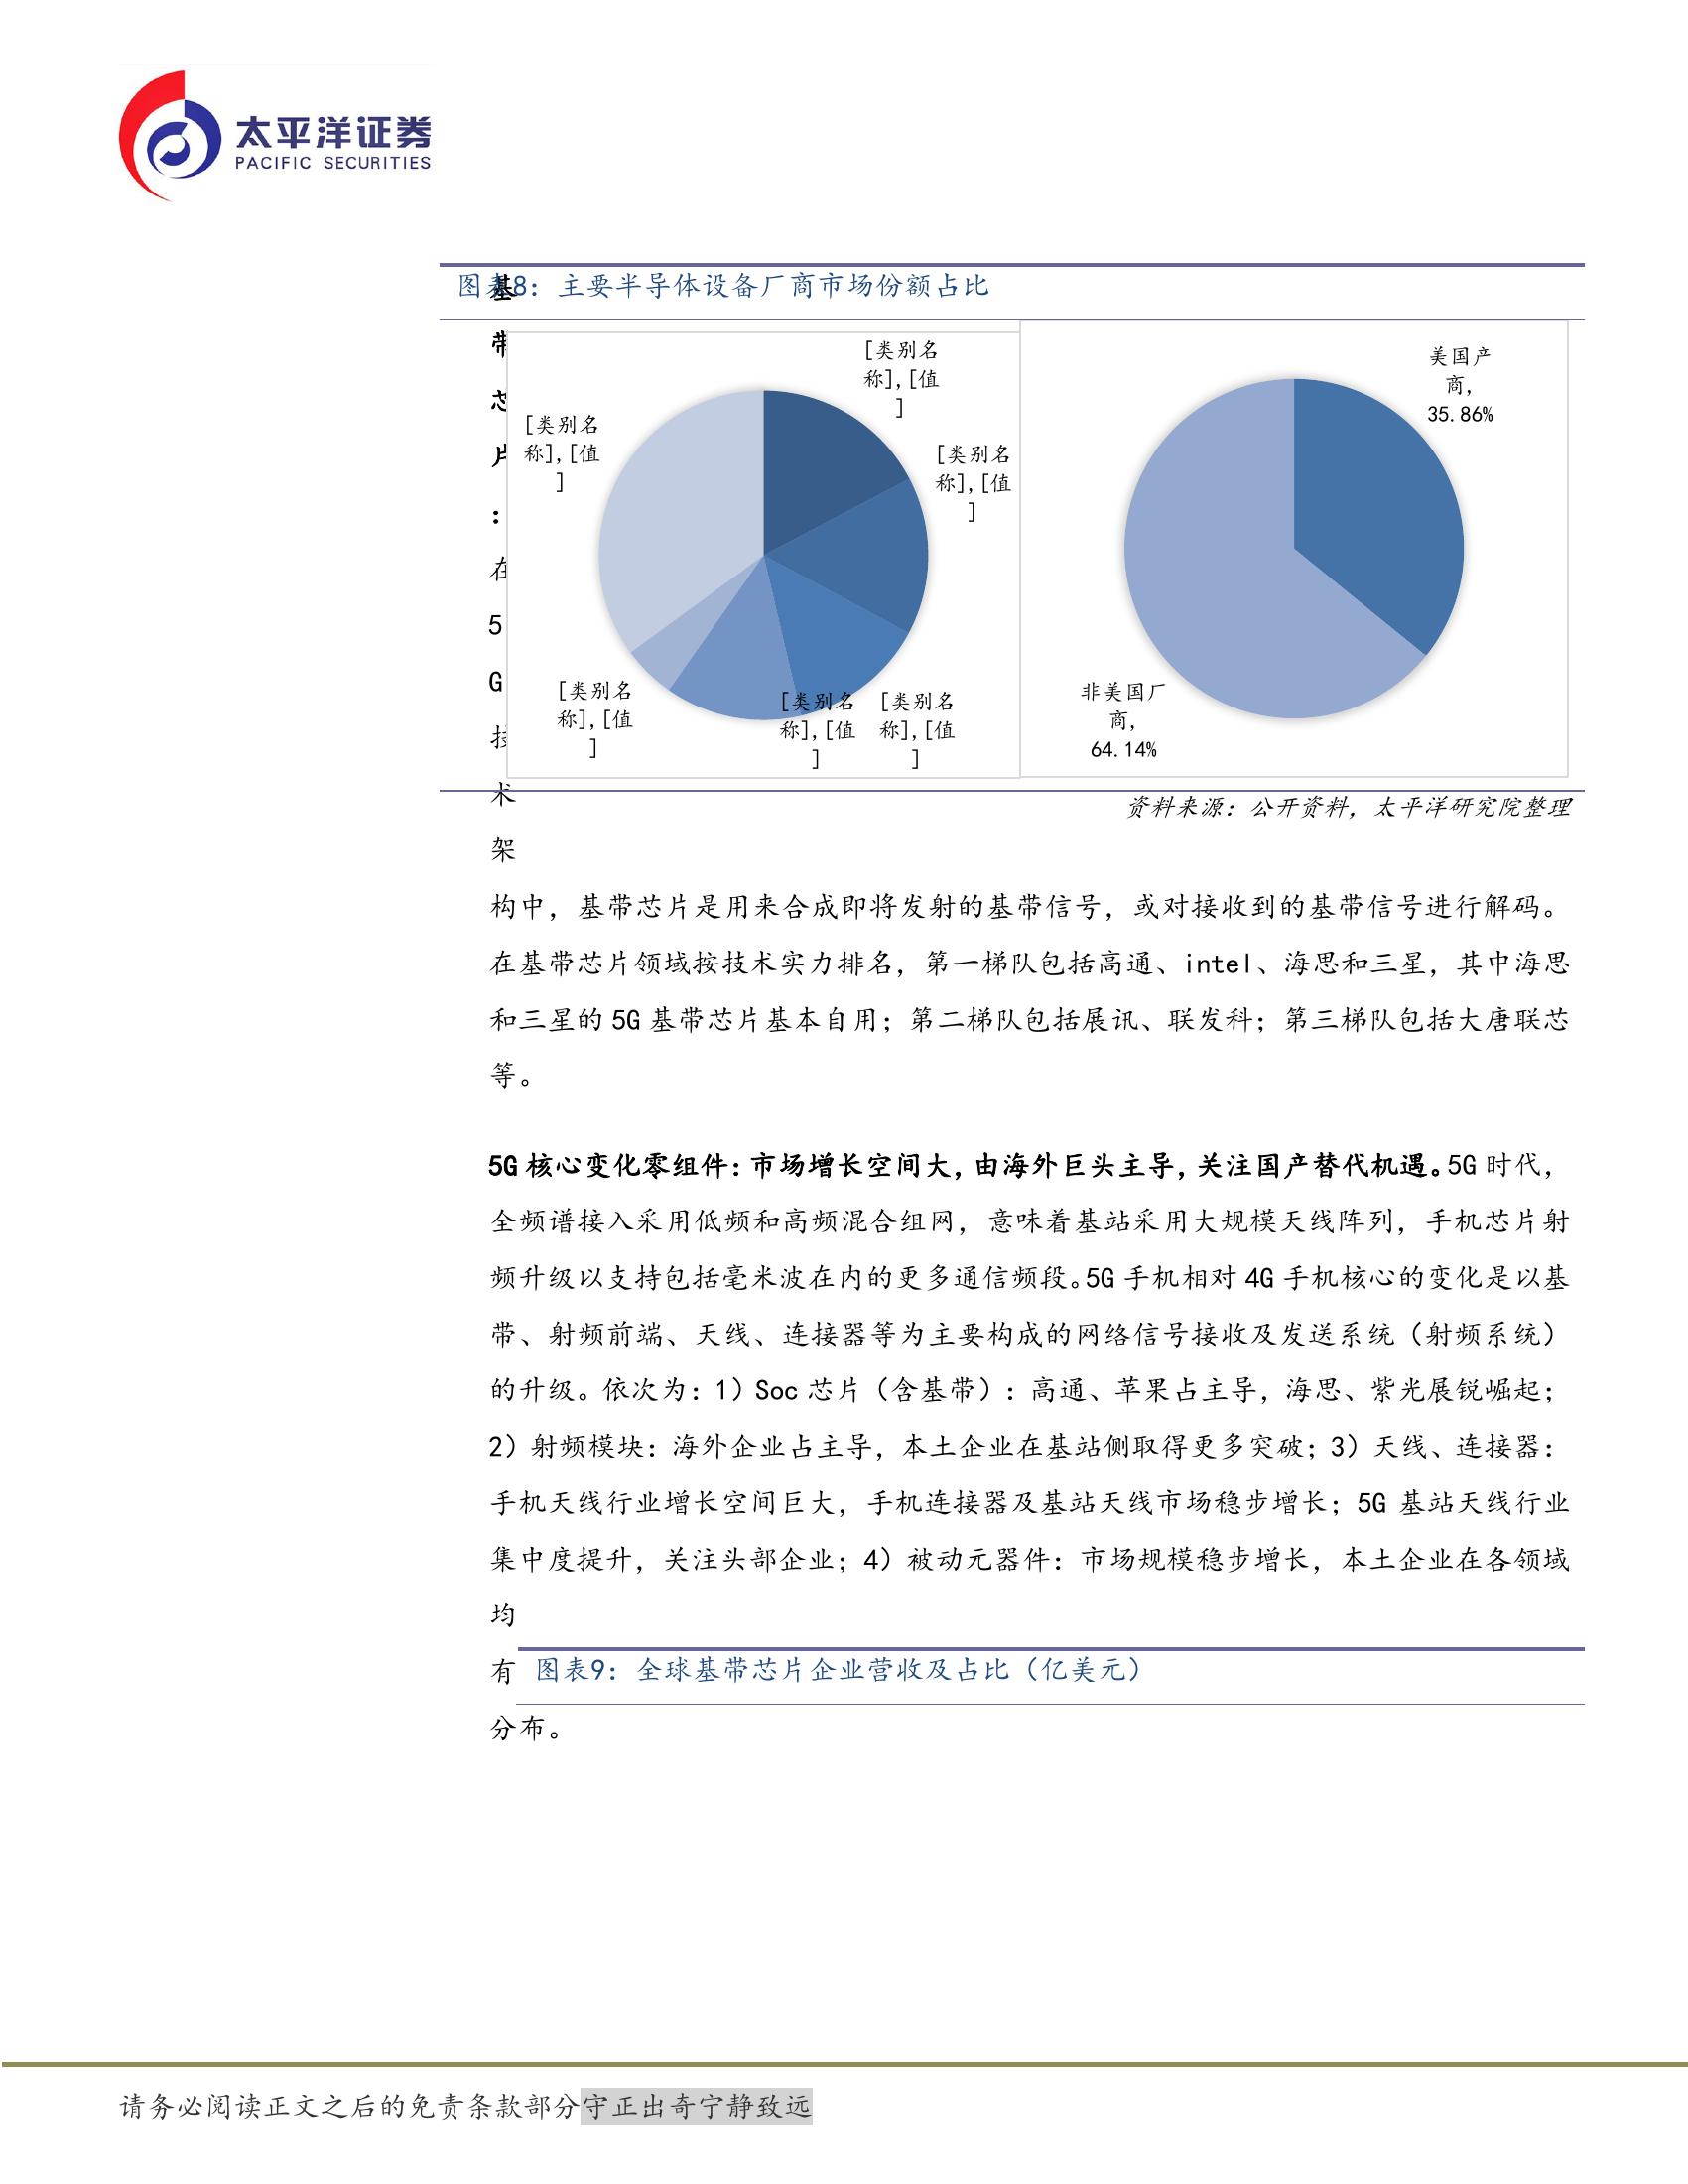 太平洋证券
PACIFIC SECURITIES
图表8：主要半导体设备厂商市场份额占比
[类别名
称],[值
]
[类别名
称],[值
]
[类别名
称],[值
]
[类别名
称],[值
]
[类别名
称],[值
]
[类别名
称],[值
]
美国产
商,
35.86%
非美国厂
商,
64.14%
资料来源：公开资料，太平洋研究院整理
基
带
芯
片
：
在
5
G
技
术
架
构中，基带芯片是用来合成即将发射的基带信号，或对接收到的基带信号进行解码。
在基带芯片领域按技术实力排名，第一梯队包括高通、intel、海思和三星，其中海思
和三星的 5G 基带芯片基本自用；第二梯队包括展讯、联发科；第三梯队包括大唐联芯
等。
5G 核心变化零组件：市场增长空间大，由海外巨头主导，关注国产替代机遇。5G 时代，
全频谱接入采用低频和高频混合组网，意味着基站采用大规模天线阵列，手机芯片射
频升级以支持包括毫米波在内的更多通信频段。5G 手机相对 4G 手机核心的变化是以基
带、射频前端、天线、连接器等为主要构成的网络信号接收及发送系统（射频系统）
的升级。依次为：1）Soc 芯片（含基带）：高通、苹果占主导，海思、紫光展锐崛起；
2）射频模块：海外企业占主导，本土企业在基站侧取得更多突破；3）天线、连接器：
手机天线行业增长空间巨大，手机连接器及基站天线市场稳步增长；5G 基站天线行业
集中度提升，关注头部企业；4）被动元器件：市场规模稳步增长，本土企业在各领域
均
有
图表9：全球基带芯片企业营收及占比（亿美元）
分布。
请务必阅读正文之后的免责条款部分守正出奇宁静致远